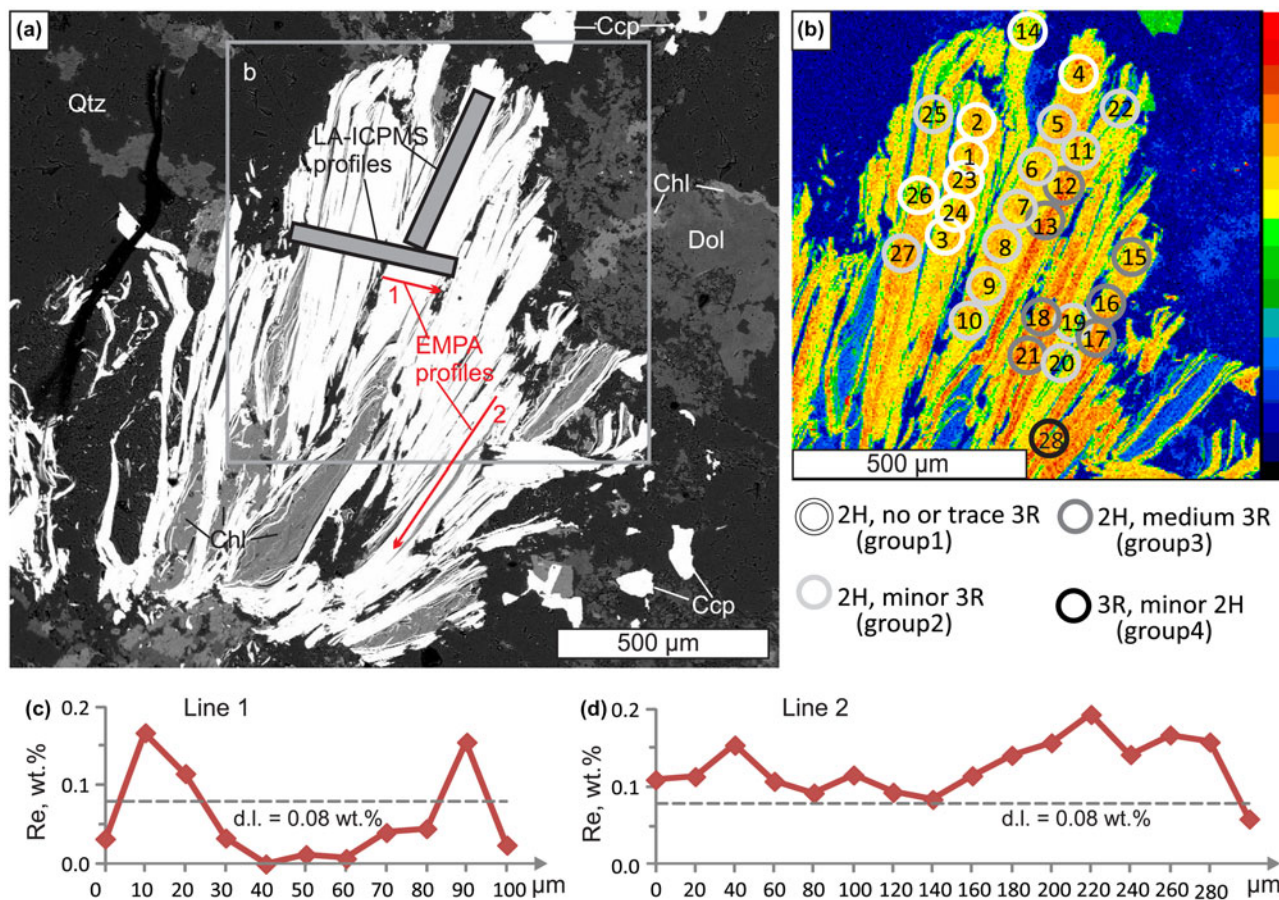 (a)
Ccp
b
Qtz
LA-ICPMS
profiles
Chl
Dol
1
EMPA
profiles
2
Chl
Ccp
500 µm
(b)
14
4
25
2
5
22
1
11
6
23
12
26
7
24
13
3
8
27
15
9
16
10
18
19
17
21
20
28
500 µm
2H, no or trace 3R
(group1)
2H, medium 3R
(group3)
2H, minor 3R
(group2)
3R, minor 2H
(group4)
(c)
Line 1
Re, wt.%
0.2
0.1
0.0
d.l. = 0.08 wt.%
0 10 20 30 40 50 60 70 80 90 100 µm
(d)
Line 2
Re, wt.%
0.2
0.1
0.0
d.l. = 0.08 wt.%
0 20 40 60 80 100 120 140 160 180 200 220 240 260 280 µm